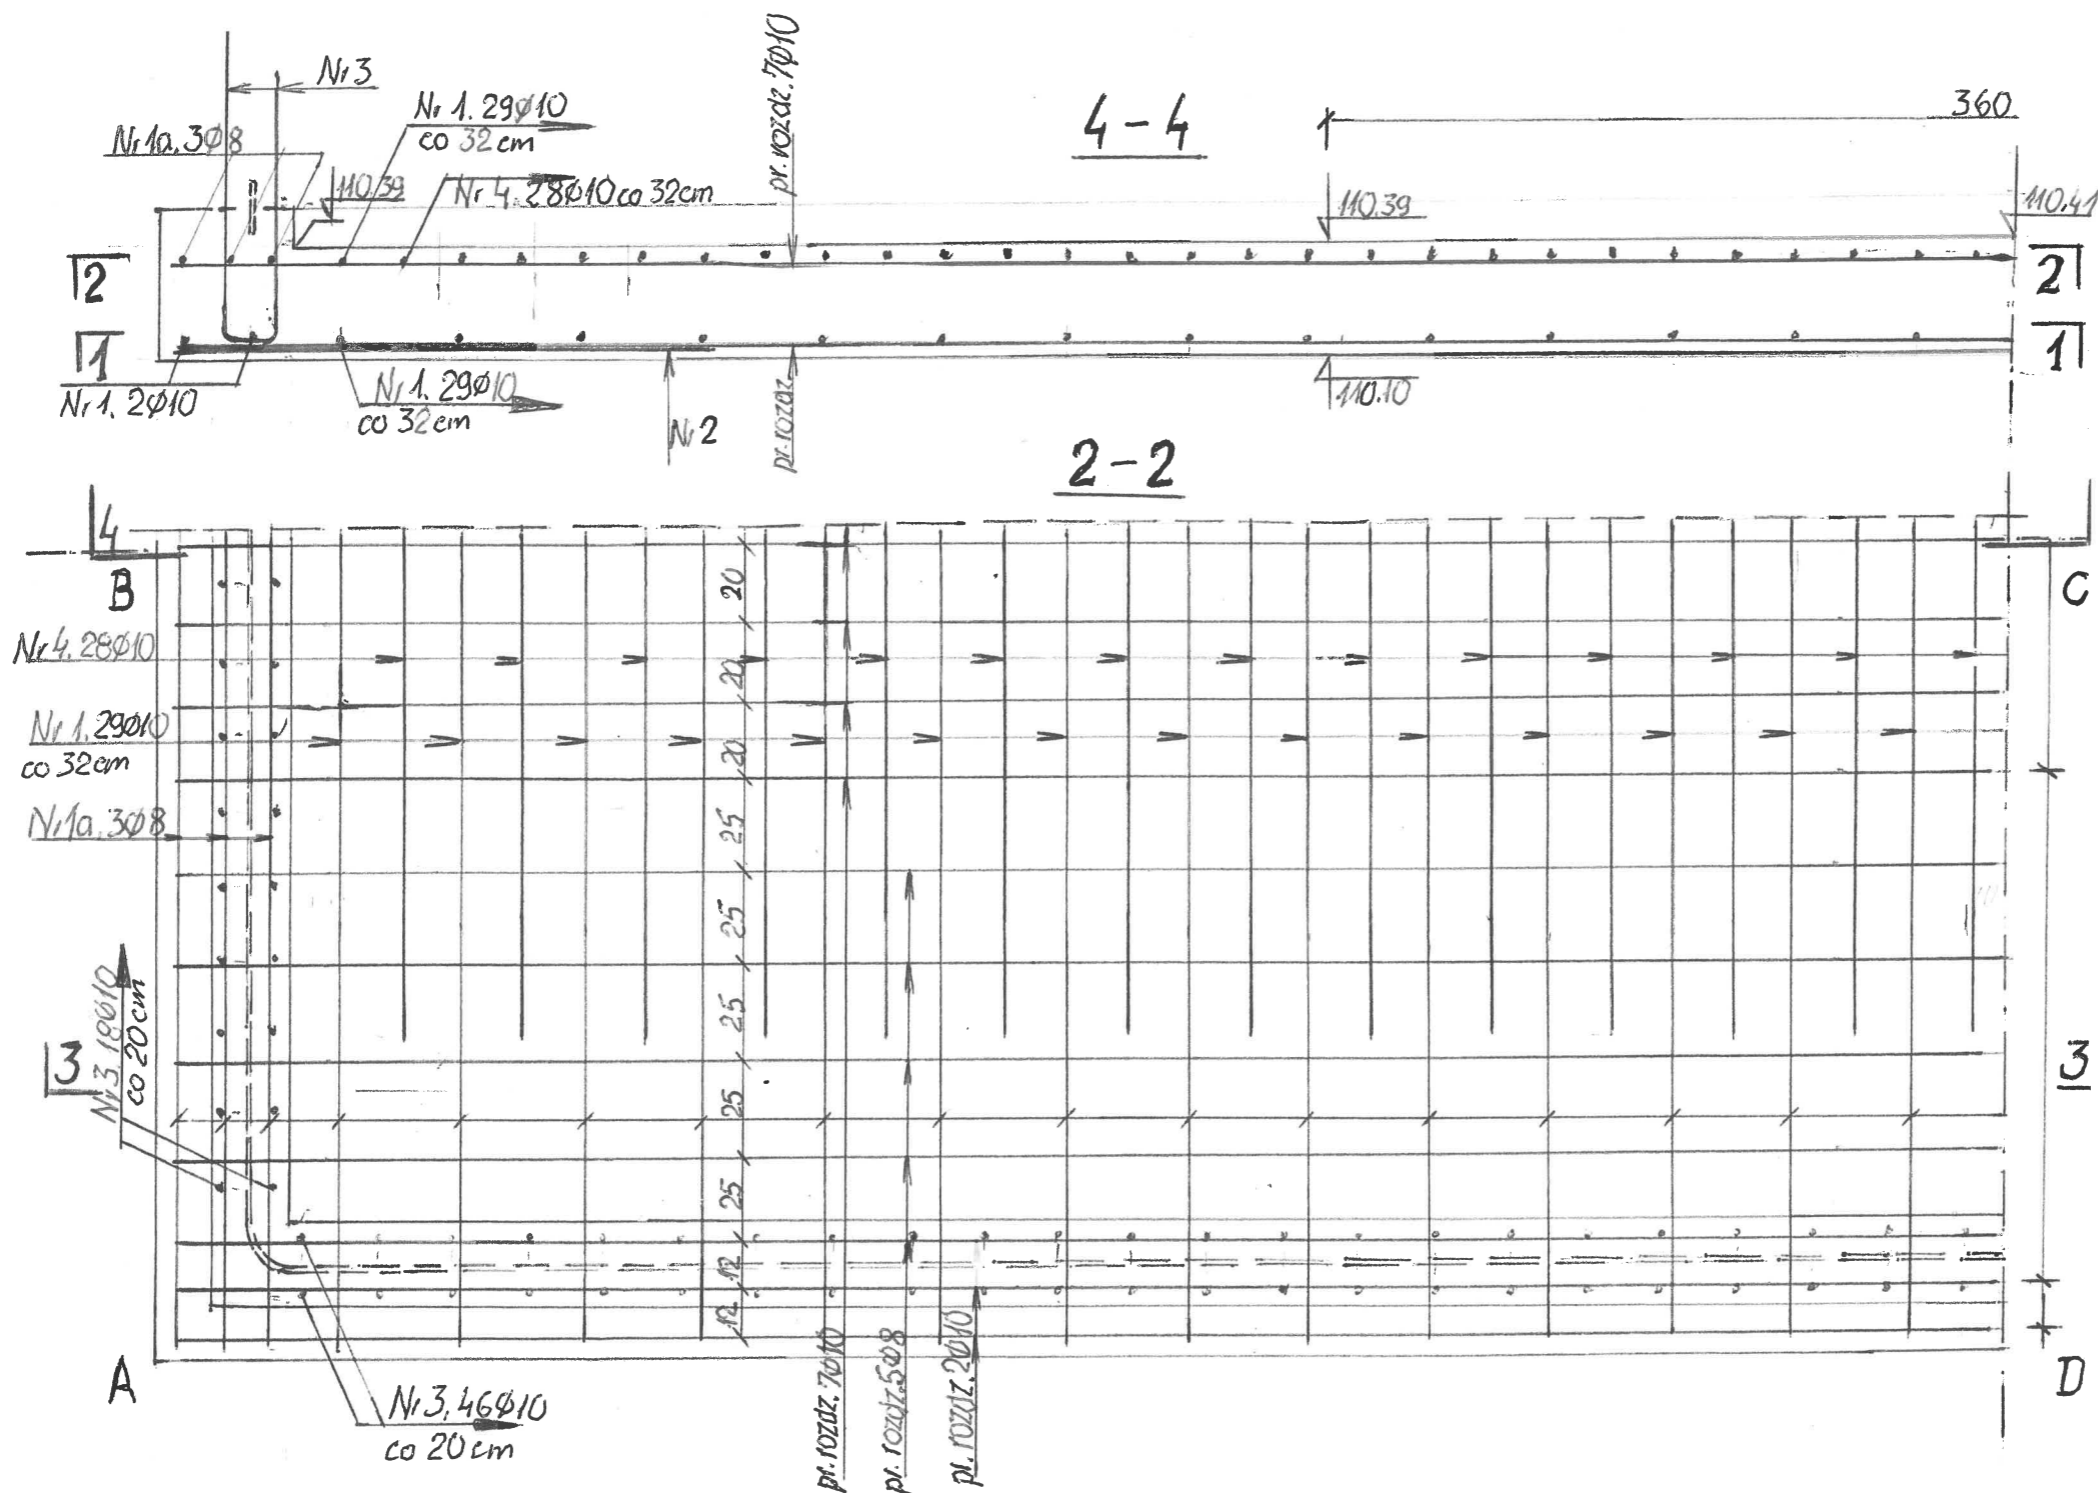 Nr 3
Nr 1. 29ø10
co 32 cm
Nr 1a. 3ø8
pr. rozdz. 7ø10
4-4
360
110.39
Nr 4. 28ø10 co 32cm
110.39
110.41
2
2
1
1
Nr 1. 2ø10
Nr 1. 29ø10
co 32 cm
Nr 2
pr. rozdz
110.10
2-2
4
B
C
20
Nr 4. 28ø10
20
Nr 1. 29ø10
co 32cm
20
Nr 1a. 3ø8
25
25
25
Nr 3. 18ø10
co 20cm
3
3
25
25
12
12
A
D
Nr 3. 46ø10
co 20 cm
pr. rozdz. 7ø10
pr. rozdz. 5ø8
pr. rozdz. 2ø10